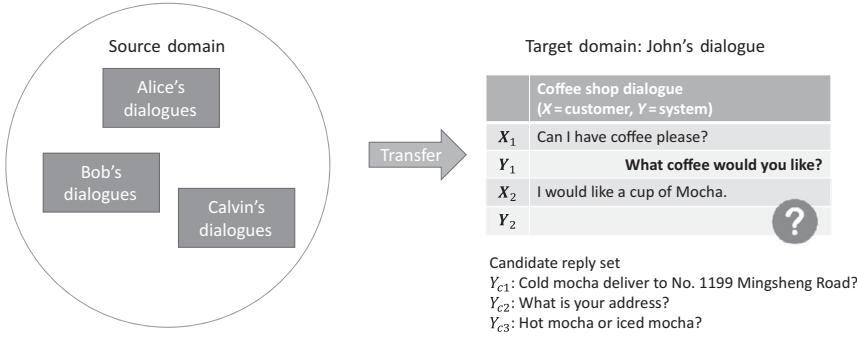 Source domain
Alice's
dialogues
Bob's
dialogues
Calvin's
dialogues
Transfer
Target domain: John's dialogue
Coffee shop dialogue
(X = customer, Y = system)
X1 Can I have coffee please?
Y1 What coffee would you like?
X2 I would like a cup of Mocha.
Y2
?
Candidate reply set
Yc1: Cold mocha deliver to No. 1199 Mingsheng Road?
Yc2: What is your address?
Yc3: Hot mocha or iced mocha?